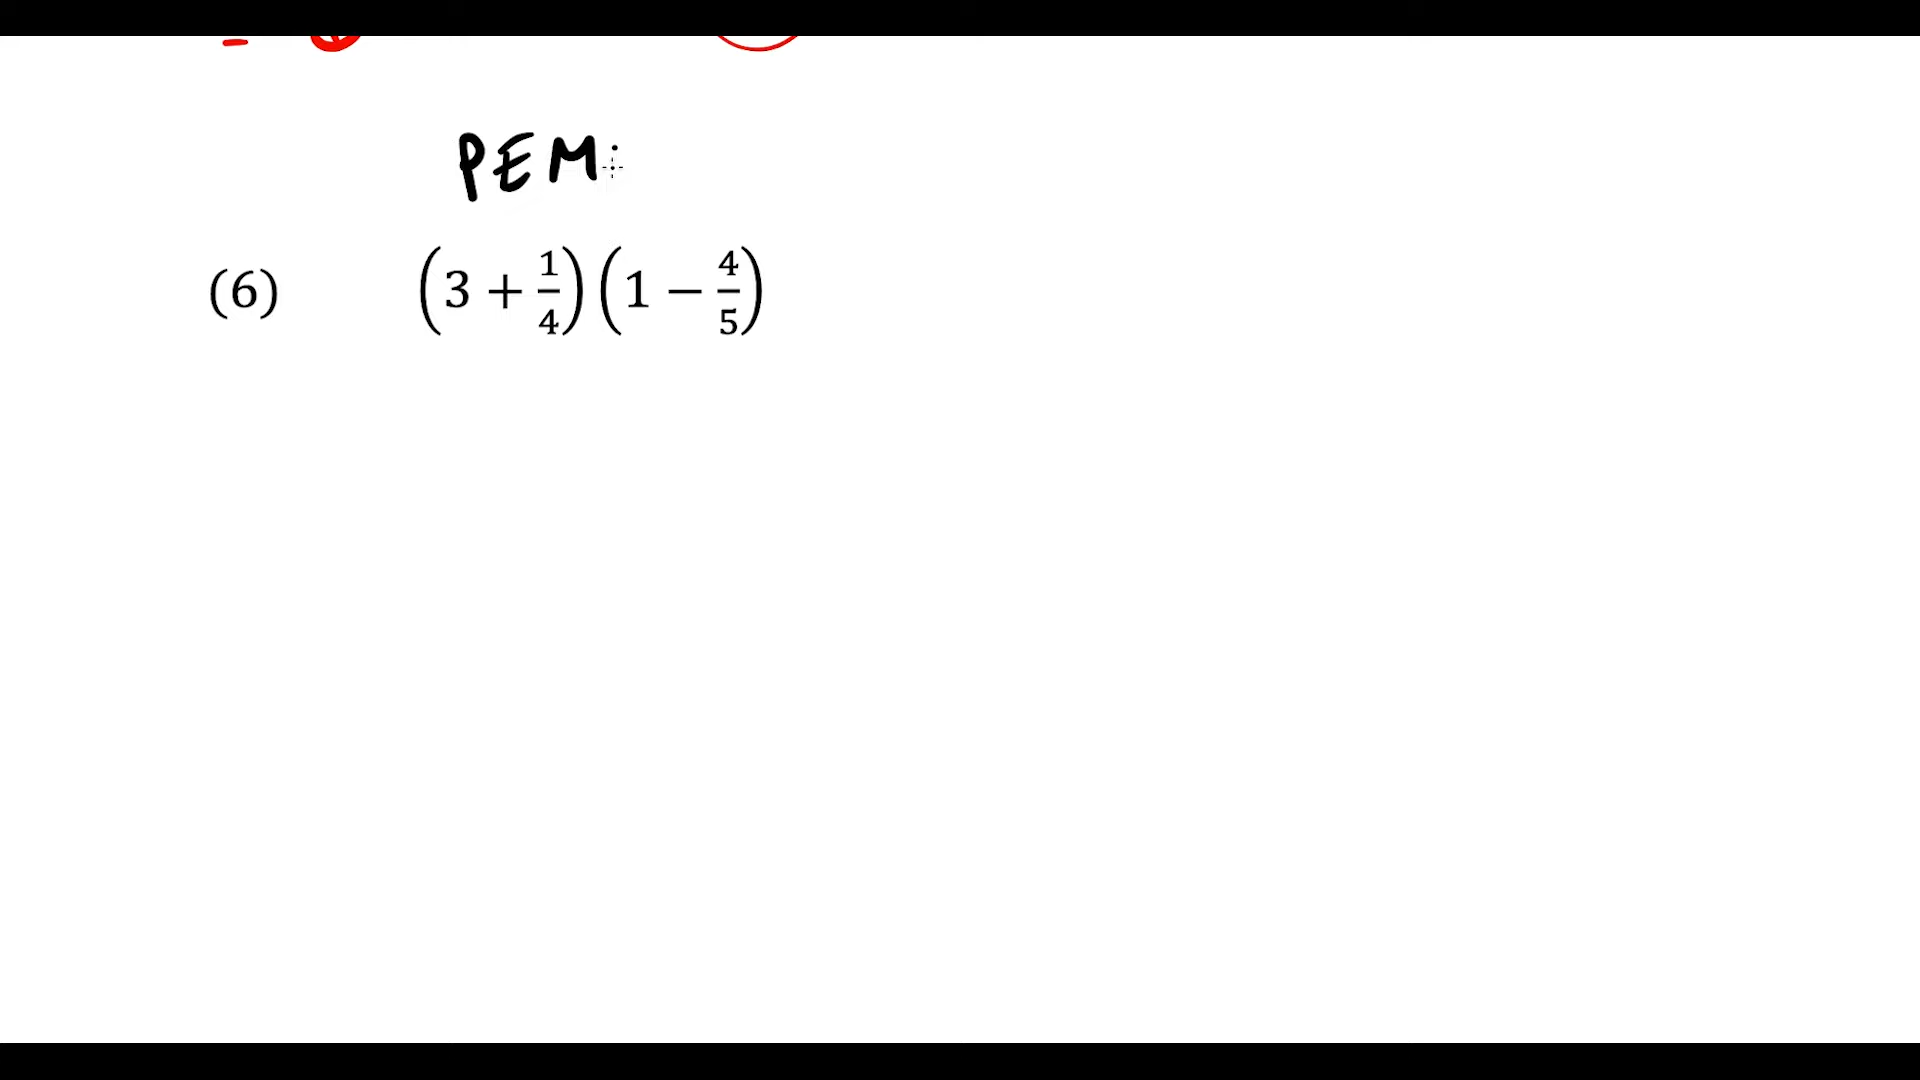 PEM
(6) (3 + 1/4)(1 − 4/5)